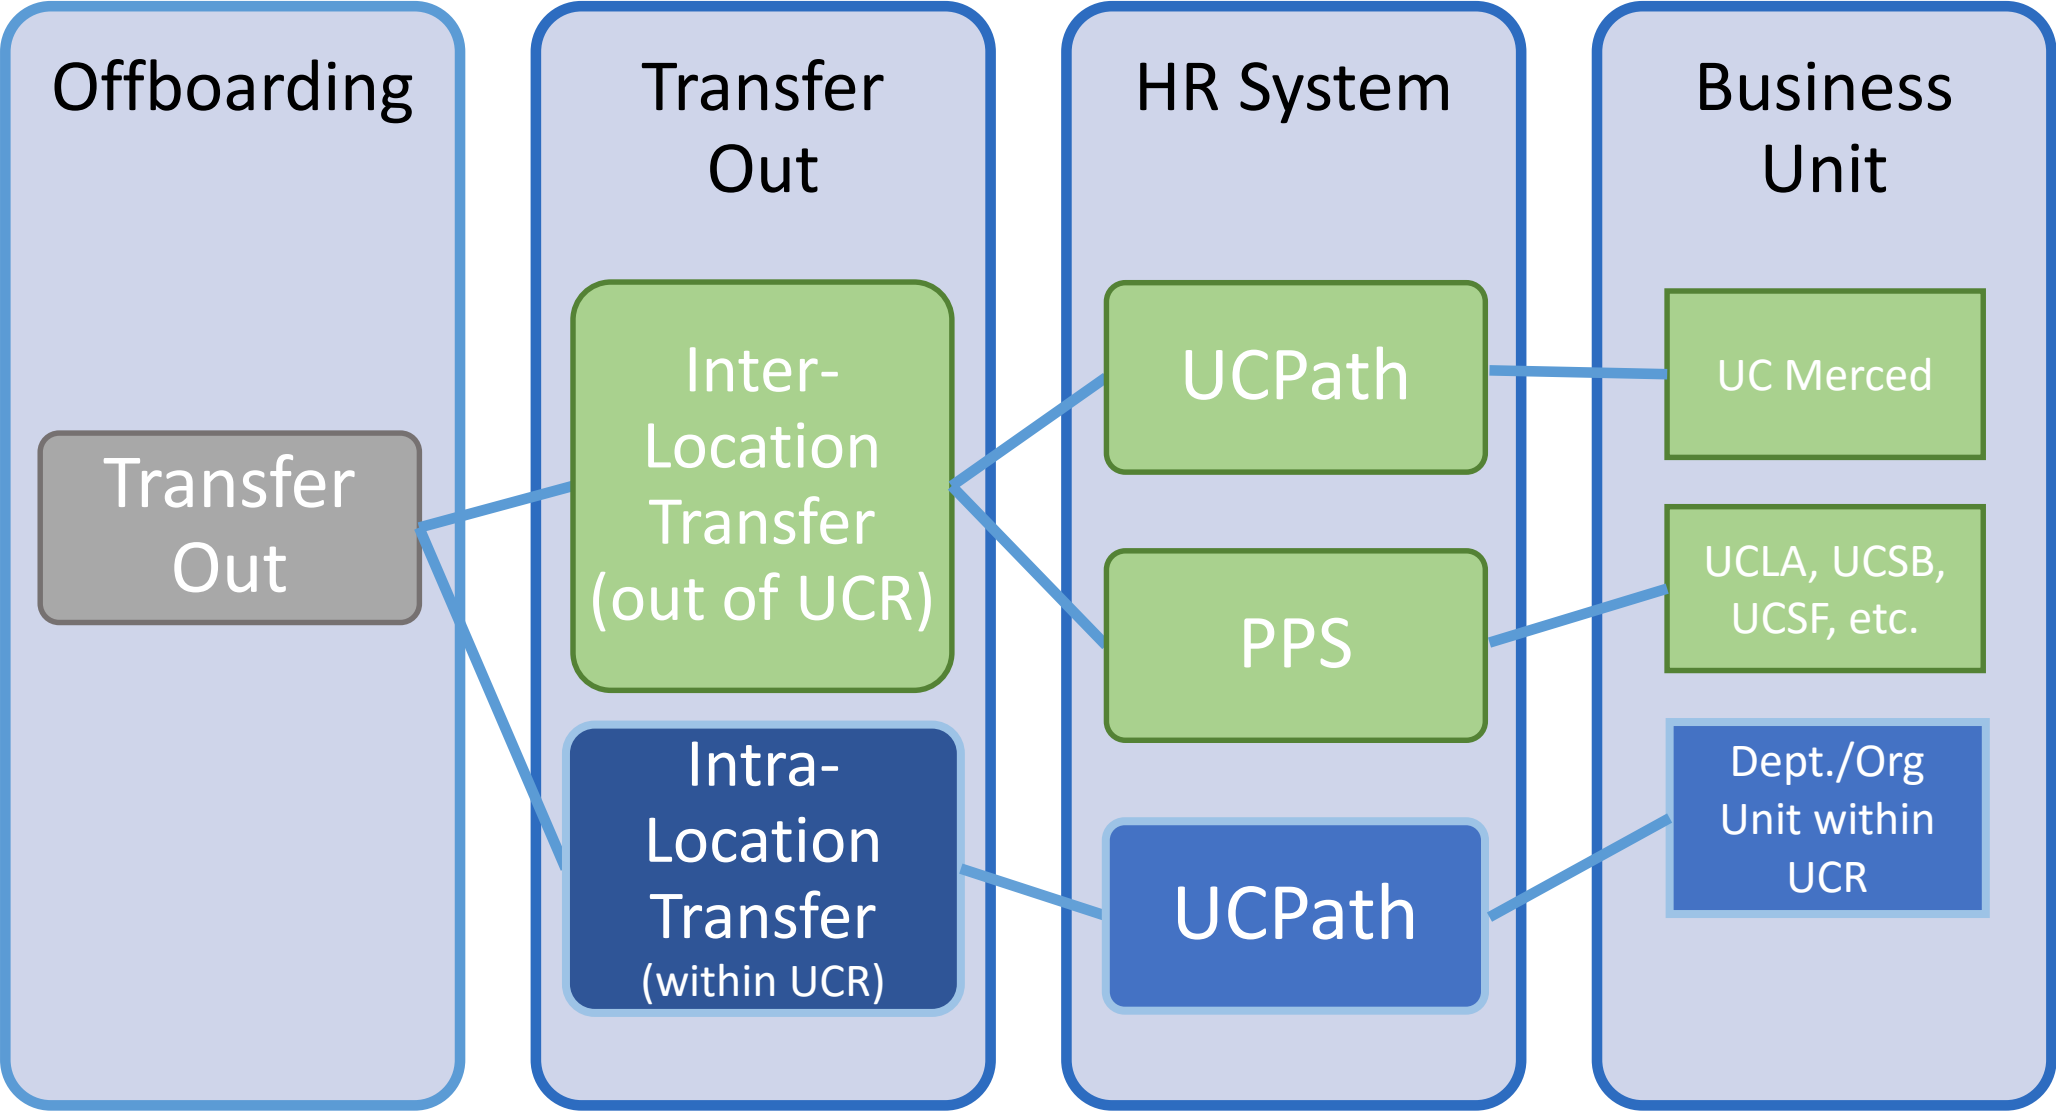 Offboarding
Transfer
Out
Transfer
Out
Inter-
Location
Transfer
(out of UCR)
Intra-
Location
Transfer
(within UCR)
HR System
UCPath
PPS
UCPath
Business
Unit
UC Merced
UCLA, UCSB,
UCSF, etc.
Dept./Org
Unit within
UCR